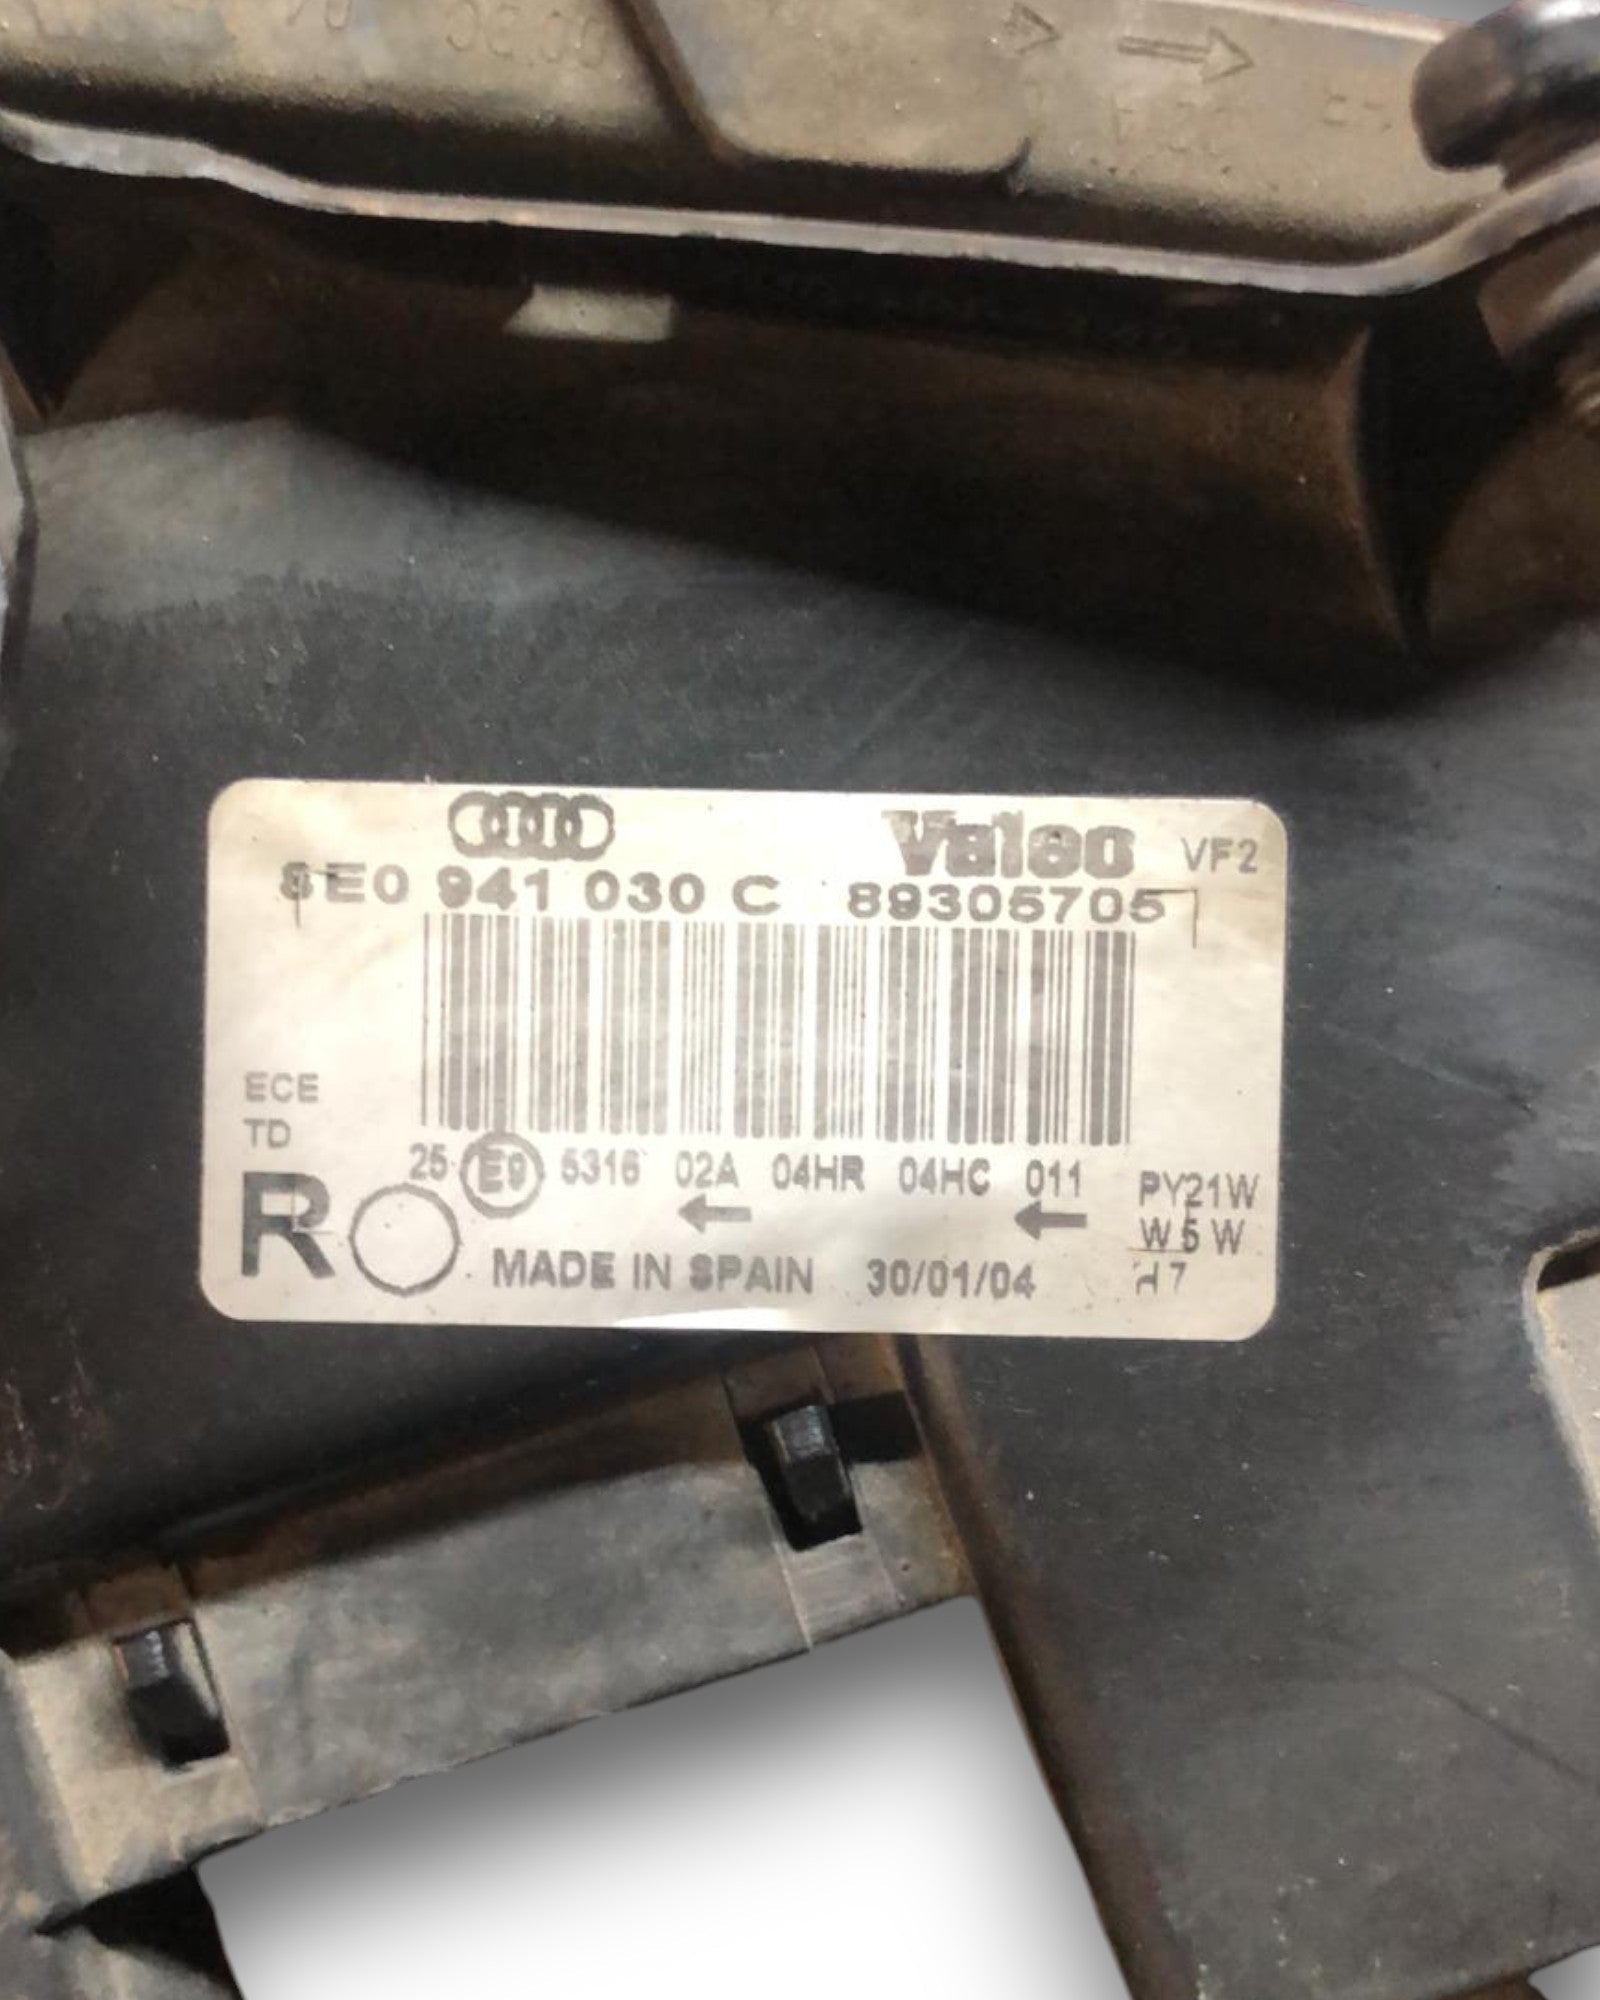 Valeo VF2
8E0 941 030 C 89305705
ECE
TD
25 E9 5316 02A 04HR 04HC 011
PY21W
W5W
H7
R
MADE IN SPAIN 30/01/04